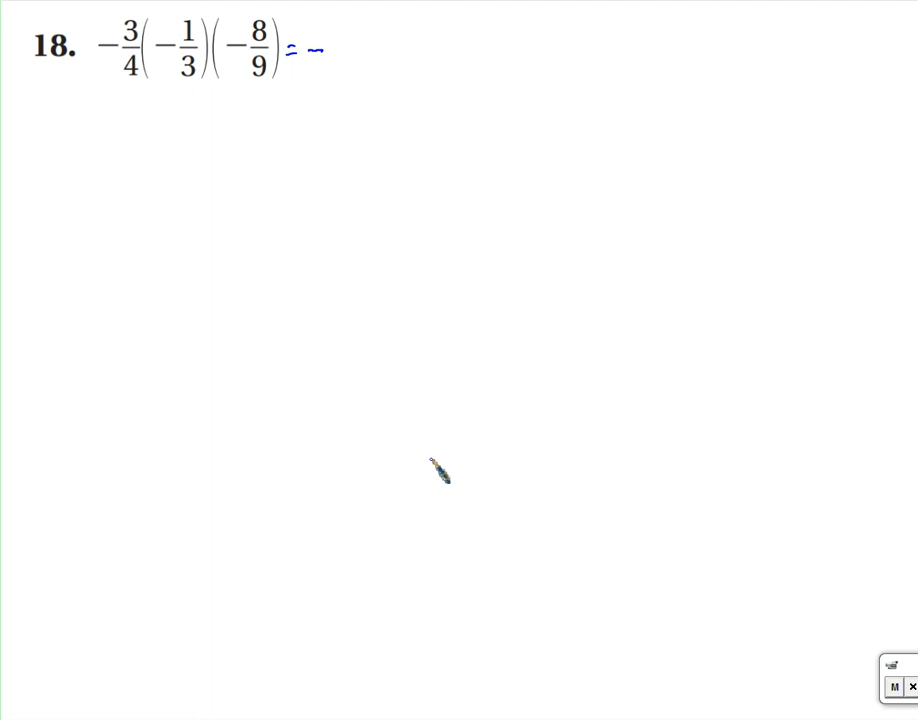 18. −3/4(−1/3)(−8/9) = −
M ×